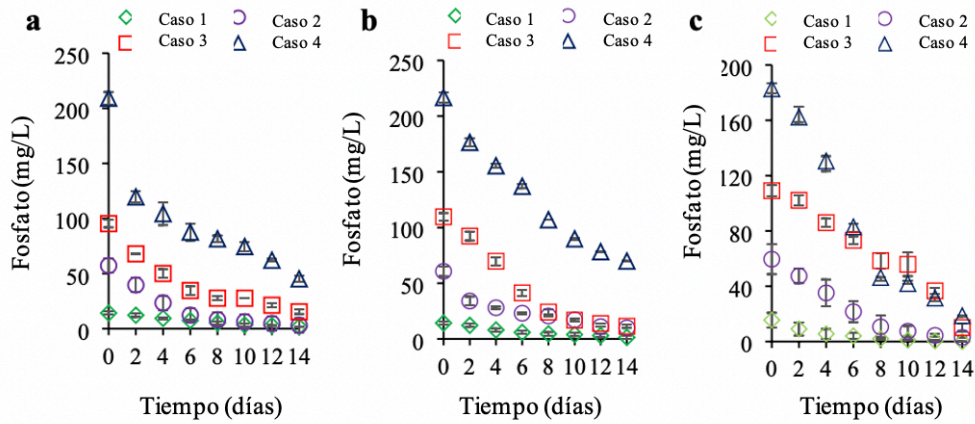 a
Caso 1 Caso 2
Caso 3 Caso 4
250
200
150
100
50
0
0 2 4 6 8 10 12 14
Fosfato (mg/L)
Tiempo (días)
b
Caso 1 Caso 2
Caso 3 Caso 4
250
200
150
100
50
0
0 2 4 6 8 10 12 14
Fosfato (mg/L)
Tiempo (días)
c
Caso 1 Caso 2
Caso 3 Caso 4
200
160
120
80
40
0
0 2 4 6 8 10 12 14
Fosfato (mg/L)
Tiempo (días)